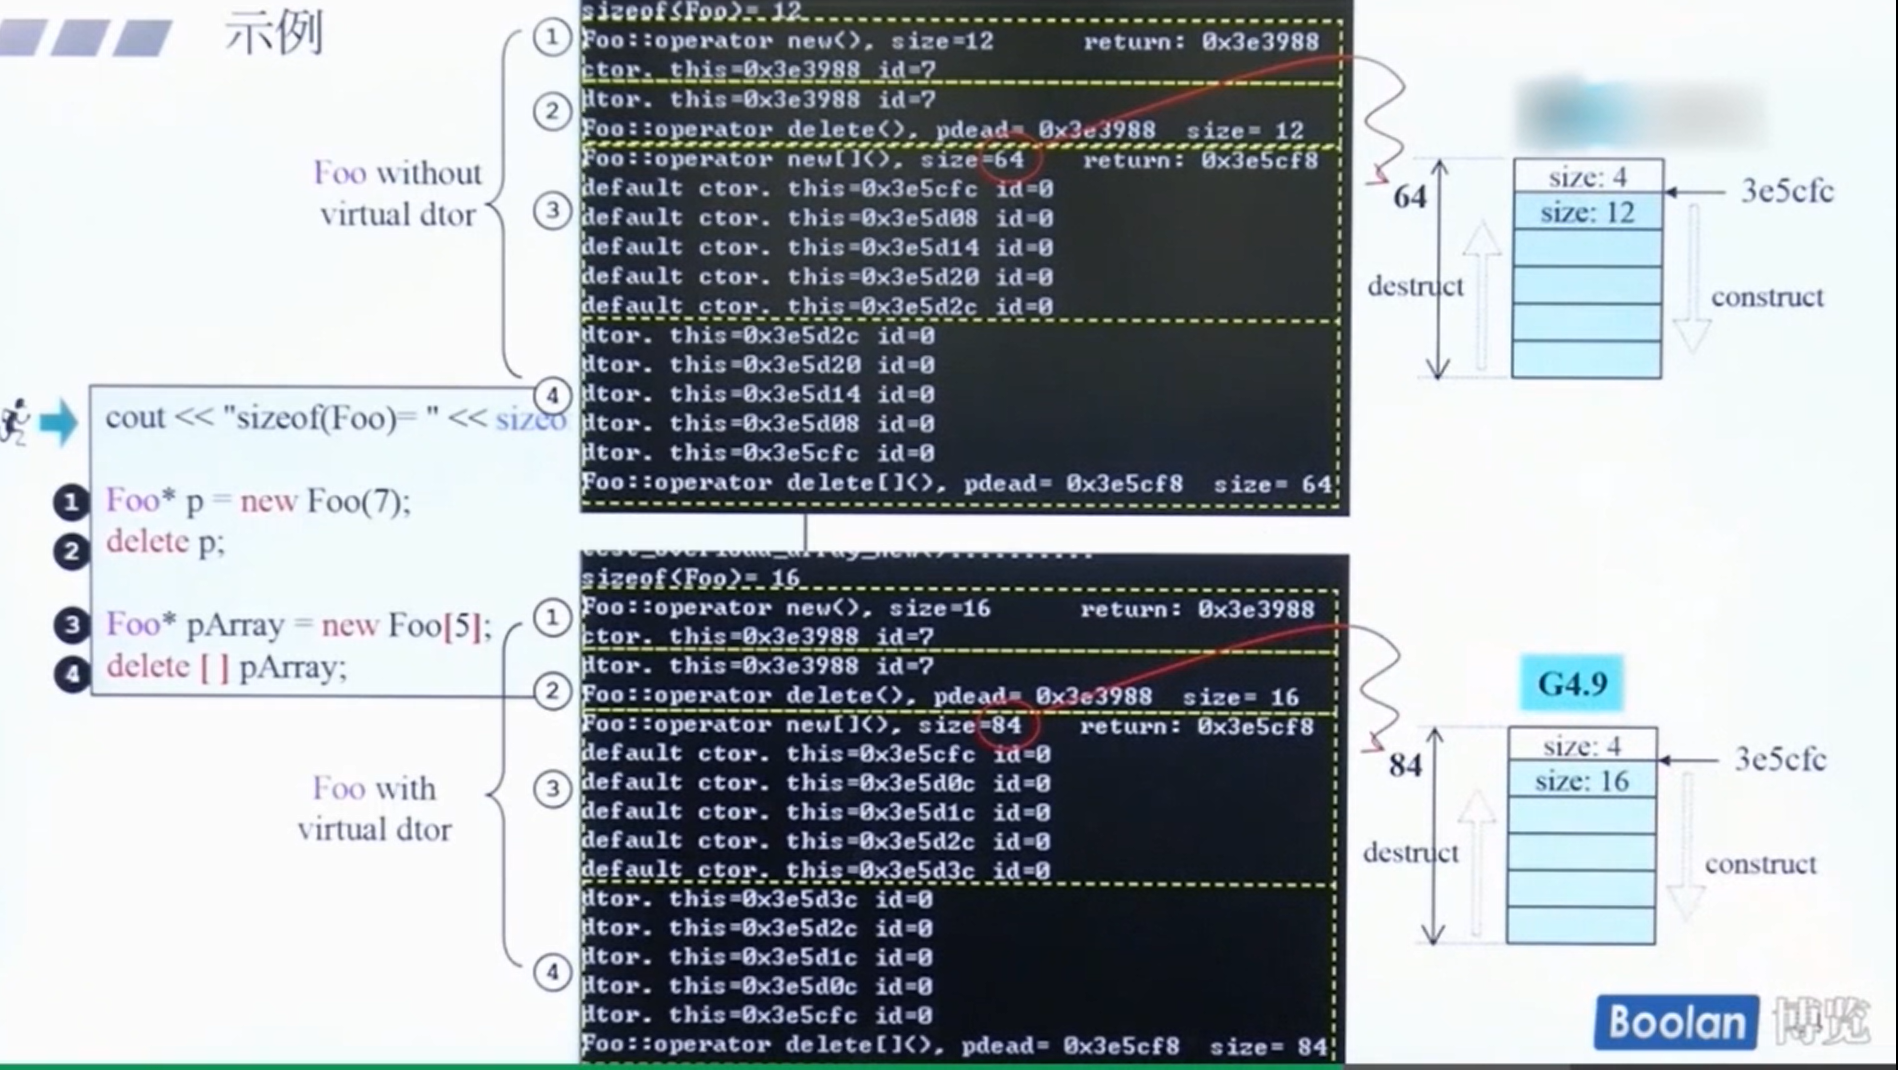 示例
Foo without
virtual dtor
cout << "sizeof(Foo)= " << sizeo
1 Foo* p = new Foo(7);
2 delete p;
3 Foo* pArray = new Foo[5];
4 delete [ ] pArray;
Foo with
virtual dtor
sizeof(Foo)= 12
① Foo::operator new(), size=12 return: 0x3e3988
ctor. this=0x3e3988 id=7
② dtor. this=0x3e3988 id=7
Foo::operator delete(), pdead= 0x3e3988 size= 12
Foo::operator new[](), size=64 return: 0x3e5cf8
default ctor. this=0x3e5cfc id=0
③ default ctor. this=0x3e5d08 id=0
default ctor. this=0x3e5d14 id=0
default ctor. this=0x3e5d20 id=0
default ctor. this=0x3e5d2c id=0
dtor. this=0x3e5d2c id=0
dtor. this=0x3e5d20 id=0
④ dtor. this=0x3e5d14 id=0
dtor. this=0x3e5d08 id=0
dtor. this=0x3e5cfc id=0
Foo::operator delete[](), pdead= 0x3e5cf8 size= 64
sizeof(Foo)= 16
① Foo::operator new(), size=16 return: 0x3e3988
ctor. this=0x3e3988 id=7
dtor. this=0x3e3988 id=7
② Foo::operator delete(), pdead= 0x3e3988 size= 16
Foo::operator new[](), size=84 return: 0x3e5cf8
default ctor. this=0x3e5cfc id=0
③ default ctor. this=0x3e5d0c id=0
default ctor. this=0x3e5d1c id=0
default ctor. this=0x3e5d2c id=0
default ctor. this=0x3e5d3c id=0
dtor. this=0x3e5d3c id=0
dtor. this=0x3e5d2c id=0
dtor. this=0x3e5d1c id=0
④ dtor. this=0x3e5d0c id=0
dtor. this=0x3e5cfc id=0
Foo::operator delete[](), pdead= 0x3e5cf8 size= 84
64
size: 4
3e5cfc
size: 12
destruct
construct
G4.9
84
size: 4
3e5cfc
size: 16
destruct
construct
Boolan 博览